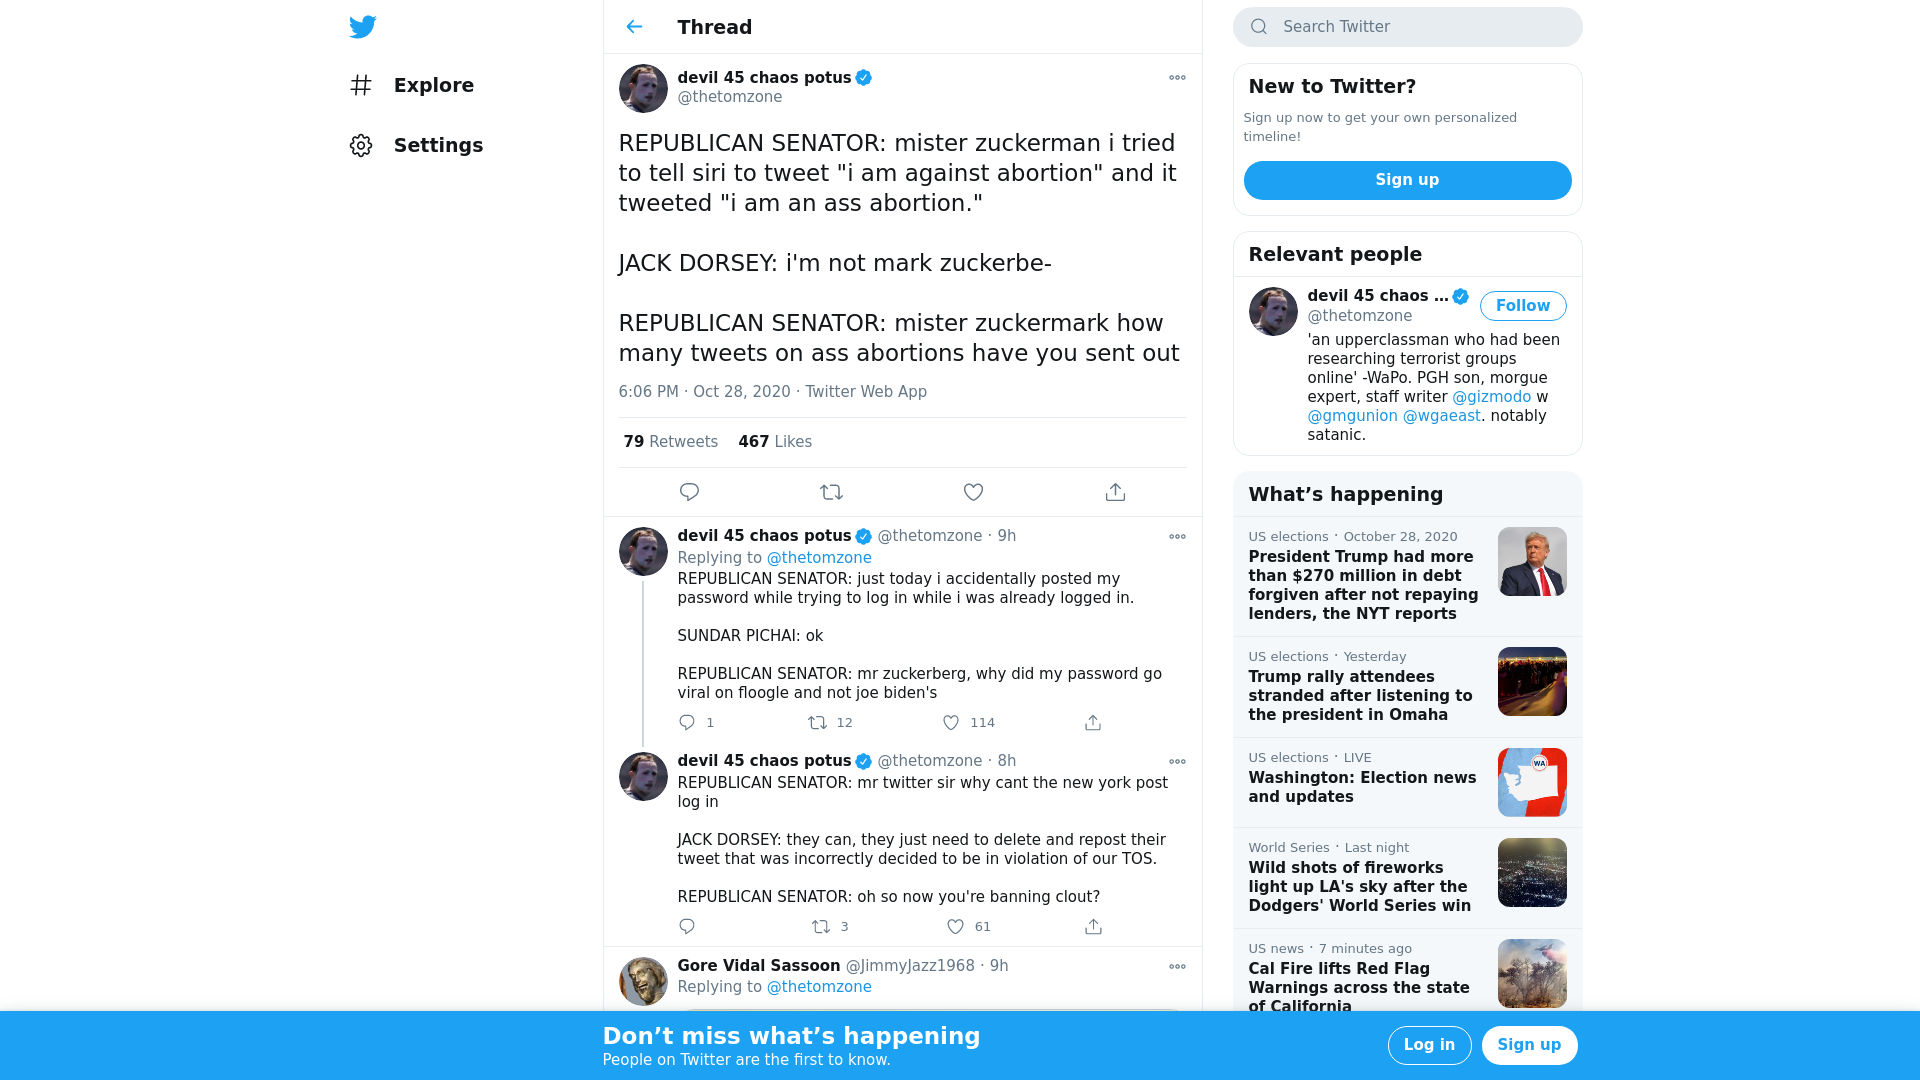 Explore
Settings
Thread
devil 45 chaos potus
@thetomzone
REPUBLICAN SENATOR: mister zuckerman i tried
to tell siri to tweet "i am against abortion" and it
tweeted "i am an ass abortion."
JACK DORSEY: i'm not mark zuckerbe-
REPUBLICAN SENATOR: mister zuckermark how
many tweets on ass abortions have you sent out
6:06 PM · Oct 28, 2020 · Twitter Web App
79 Retweets 467 Likes
devil 45 chaos potus @thetomzone · 9h
Replying to @thetomzone
REPUBLICAN SENATOR: just today i accidentally posted my
password while trying to log in while i was already logged in.
SUNDAR PICHAI: ok
REPUBLICAN SENATOR: mr zuckerberg, why did my password go
viral on floogle and not joe biden's
1 12 114
devil 45 chaos potus @thetomzone · 8h
REPUBLICAN SENATOR: mr twitter sir why cant the new york post
log in
JACK DORSEY: they can, they just need to delete and repost their
tweet that was incorrectly decided to be in violation of our TOS.
REPUBLICAN SENATOR: oh so now you're banning clout?
3 61
Gore Vidal Sassoon @JimmyJazz1968 · 9h
Replying to @thetomzone
Search Twitter
New to Twitter?
Sign up now to get your own personalized
timeline!
Sign up
Relevant people
devil 45 chaos ...
Follow
@thetomzone
'an upperclassman who had been
researching terrorist groups
online' -WaPo. PGH son, morgue
expert, staff writer @gizmodo w
@gmgunion @wgaeast. notably
satanic.
What’s happening
US elections · October 28, 2020
President Trump had more
than $270 million in debt
forgiven after not repaying
lenders, the NYT reports
US elections · Yesterday
Trump rally attendees
stranded after listening to
the president in Omaha
US elections · LIVE
Washington: Election news
and updates
WA
World Series · Last night
Wild shots of fireworks
light up LA's sky after the
Dodgers' World Series win
US news · 7 minutes ago
Cal Fire lifts Red Flag
Warnings across the state
of California
Don’t miss what’s happening
People on Twitter are the first to know.
Log in
Sign up